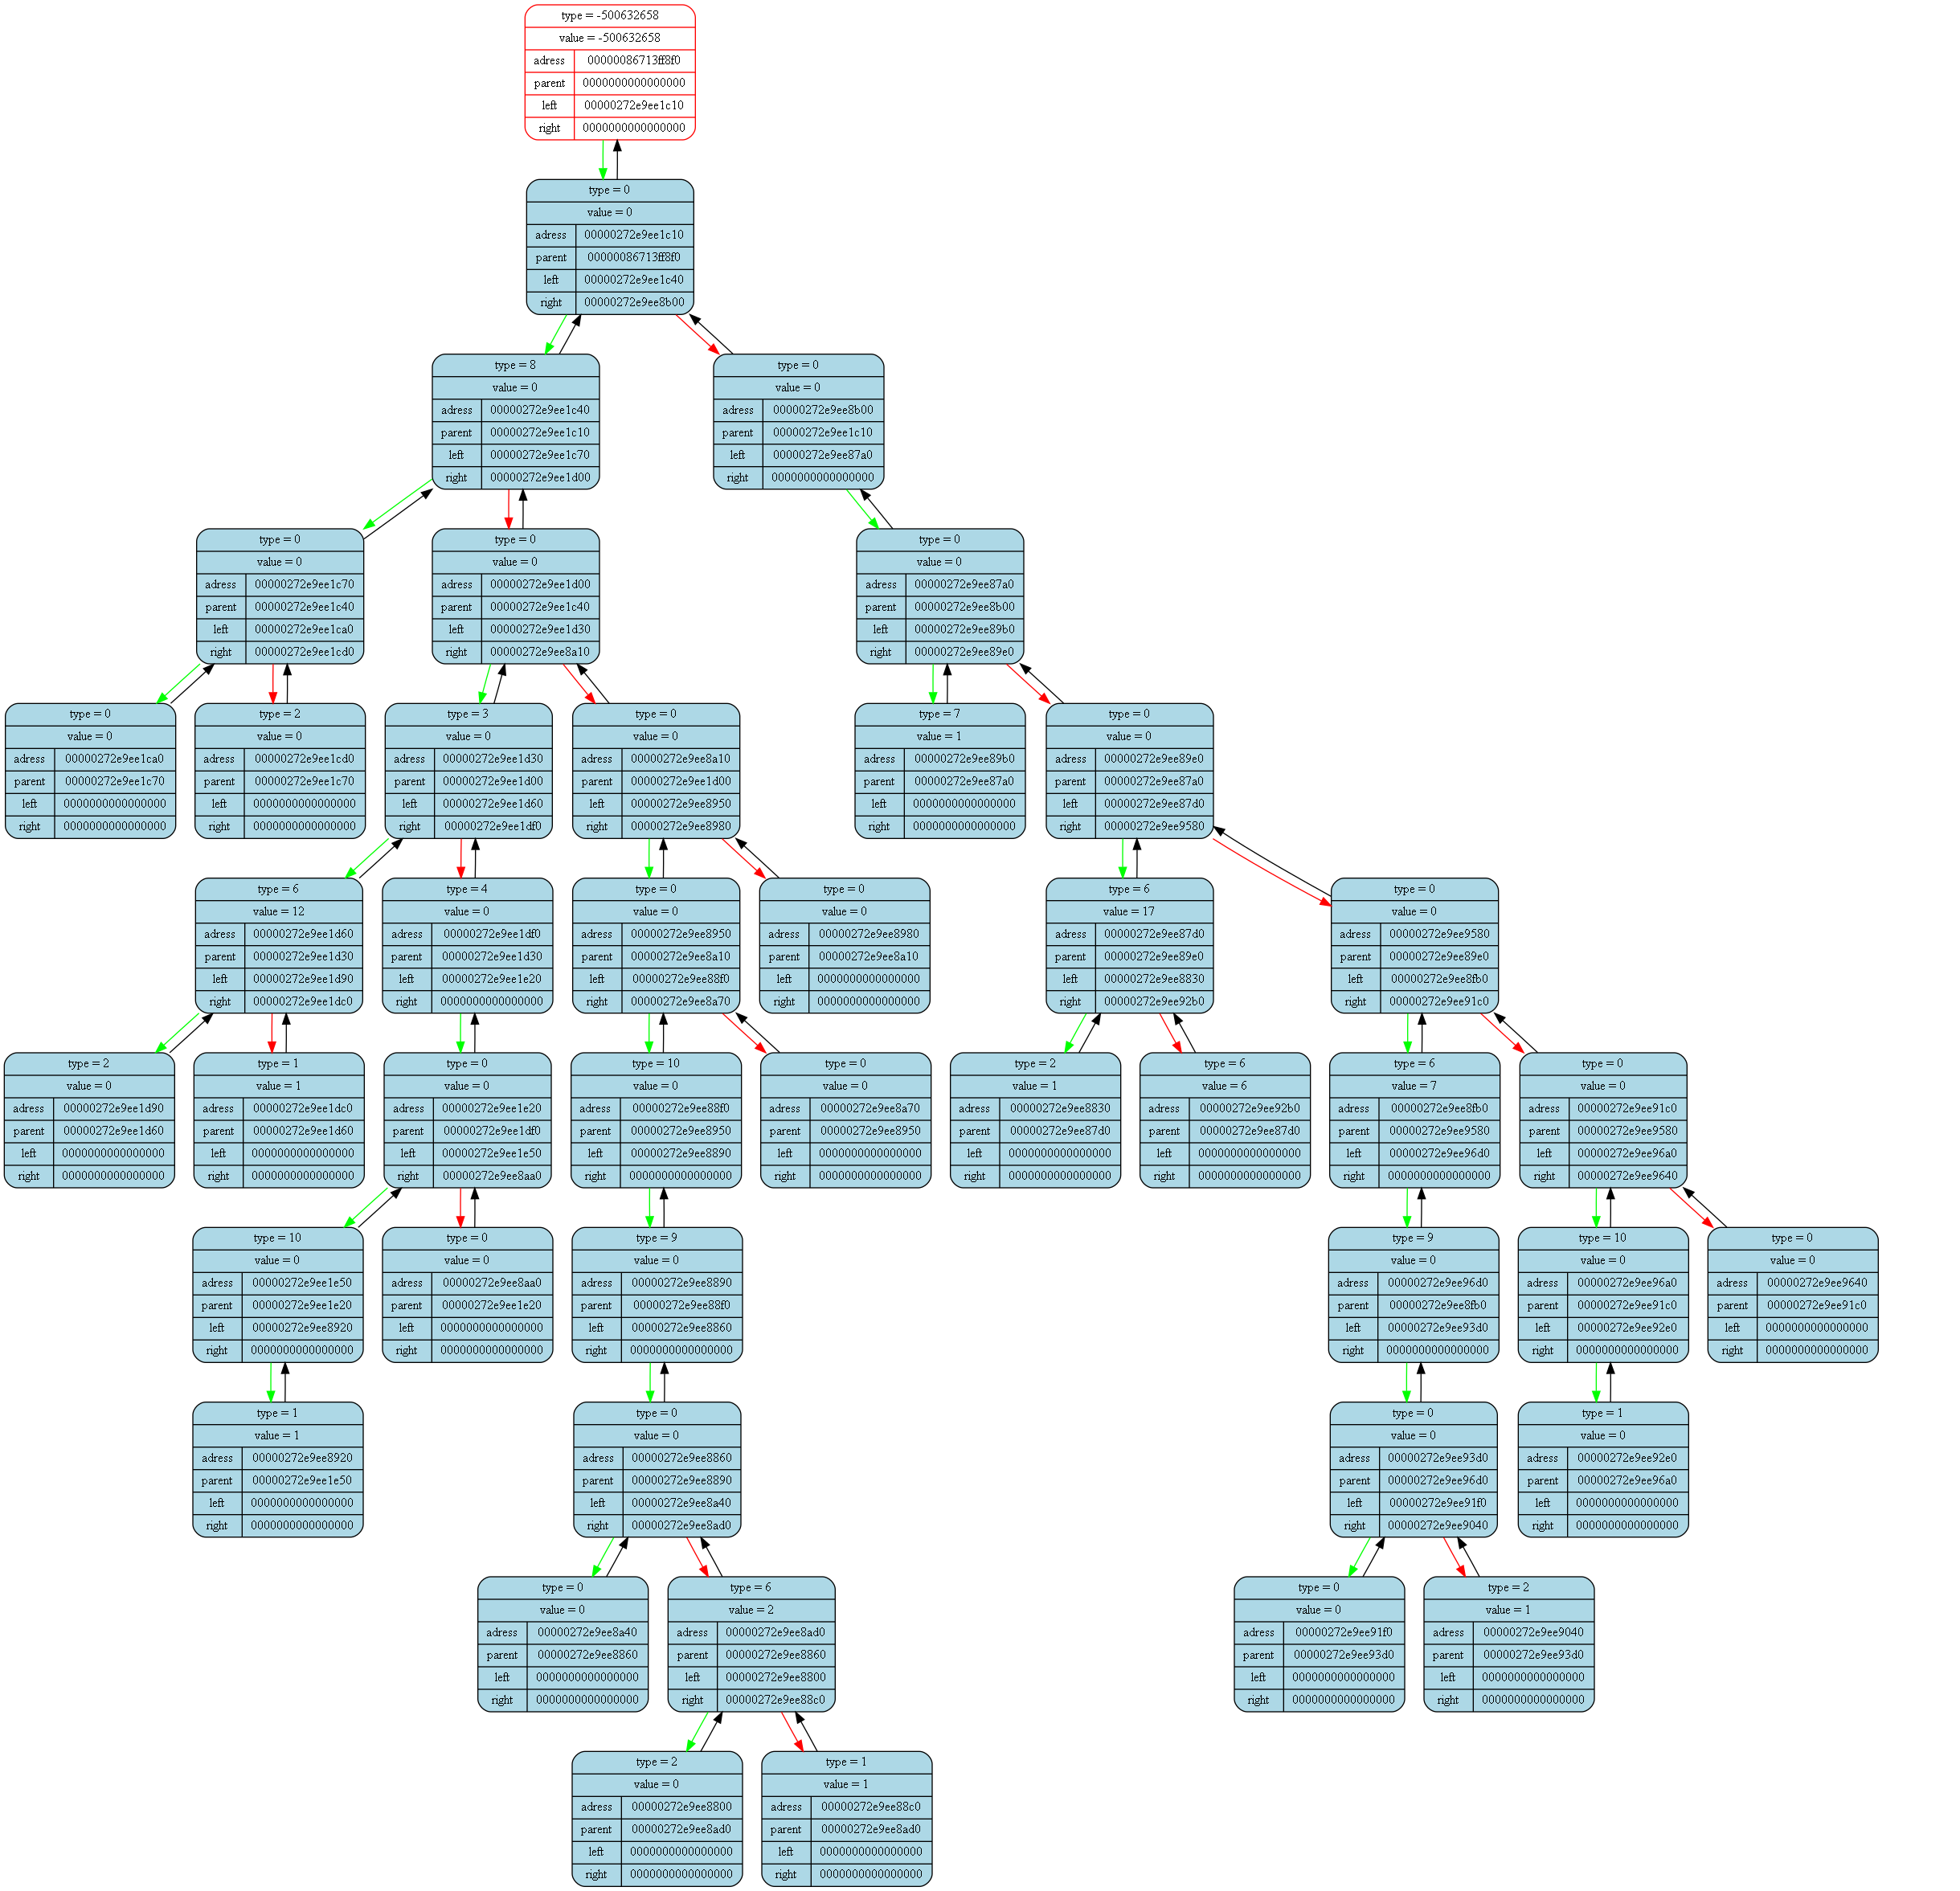 type = -500632658
value = -500632658
adress 00000086713ff8f0
parent 0000000000000000
left 00000272e9ee1c10
right 0000000000000000
type = 0
value = 0
adress 00000272e9ee1c10
parent 00000086713ff8f0
left 00000272e9ee1c40
right 00000272e9ee8b00
type = 8
value = 0
adress 00000272e9ee1c40
parent 00000272e9ee1c10
left 00000272e9ee1c70
right 00000272e9ee1d00
type = 0
value = 0
adress 00000272e9ee8b00
parent 00000272e9ee1c10
left 00000272e9ee87a0
right 0000000000000000
type = 0
value = 0
adress 00000272e9ee1c70
parent 00000272e9ee1c40
left 00000272e9ee1ca0
right 00000272e9ee1cd0
type = 0
value = 0
adress 00000272e9ee1d00
parent 00000272e9ee1c40
left 00000272e9ee1d30
right 00000272e9ee8a10
type = 0
value = 0
adress 00000272e9ee87a0
parent 00000272e9ee8b00
left 00000272e9ee89b0
right 00000272e9ee89e0
type = 0
value = 0
adress 00000272e9ee1ca0
parent 00000272e9ee1c70
left 0000000000000000
right 0000000000000000
type = 2
value = 0
adress 00000272e9ee1cd0
parent 00000272e9ee1c70
left 0000000000000000
right 0000000000000000
type = 3
value = 0
adress 00000272e9ee1d30
parent 00000272e9ee1d00
left 00000272e9ee1d60
right 00000272e9ee1df0
type = 0
value = 0
adress 00000272e9ee8a10
parent 00000272e9ee1d00
left 00000272e9ee8950
right 00000272e9ee8980
type = 7
value = 1
adress 00000272e9ee89b0
parent 00000272e9ee87a0
left 0000000000000000
right 0000000000000000
type = 0
value = 0
adress 00000272e9ee89e0
parent 00000272e9ee87a0
left 00000272e9ee87d0
right 00000272e9ee9580
type = 6
value = 12
adress 00000272e9ee1d60
parent 00000272e9ee1d30
left 00000272e9ee1d90
right 00000272e9ee1dc0
type = 4
value = 0
adress 00000272e9ee1df0
parent 00000272e9ee1d30
left 00000272e9ee1e20
right 0000000000000000
type = 0
value = 0
adress 00000272e9ee8950
parent 00000272e9ee8a10
left 00000272e9ee88f0
right 00000272e9ee8a70
type = 0
value = 0
adress 00000272e9ee8980
parent 00000272e9ee8a10
left 0000000000000000
right 0000000000000000
type = 6
value = 17
adress 00000272e9ee87d0
parent 00000272e9ee89e0
left 00000272e9ee8830
right 00000272e9ee92b0
type = 0
value = 0
adress 00000272e9ee9580
parent 00000272e9ee89e0
left 00000272e9ee8fb0
right 00000272e9ee91c0
type = 2
value = 0
adress 00000272e9ee1d90
parent 00000272e9ee1d60
left 0000000000000000
right 0000000000000000
type = 1
value = 1
adress 00000272e9ee1dc0
parent 00000272e9ee1d60
left 0000000000000000
right 0000000000000000
type = 0
value = 0
adress 00000272e9ee1e20
parent 00000272e9ee1df0
left 00000272e9ee1e50
right 00000272e9ee8aa0
type = 10
value = 0
adress 00000272e9ee88f0
parent 00000272e9ee8950
left 00000272e9ee8890
right 0000000000000000
type = 0
value = 0
adress 00000272e9ee8a70
parent 00000272e9ee8950
left 0000000000000000
right 0000000000000000
type = 2
value = 1
adress 00000272e9ee8830
parent 00000272e9ee87d0
left 0000000000000000
right 0000000000000000
type = 6
value = 6
adress 00000272e9ee92b0
parent 00000272e9ee87d0
left 0000000000000000
right 0000000000000000
type = 6
value = 7
adress 00000272e9ee8fb0
parent 00000272e9ee9580
left 00000272e9ee96d0
right 0000000000000000
type = 0
value = 0
adress 00000272e9ee91c0
parent 00000272e9ee9580
left 00000272e9ee96a0
right 00000272e9ee9640
type = 10
value = 0
adress 00000272e9ee1e50
parent 00000272e9ee1e20
left 00000272e9ee8920
right 0000000000000000
type = 0
value = 0
adress 00000272e9ee8aa0
parent 00000272e9ee1e20
left 0000000000000000
right 0000000000000000
type = 9
value = 0
adress 00000272e9ee8890
parent 00000272e9ee88f0
left 00000272e9ee8860
right 0000000000000000
type = 9
value = 0
adress 00000272e9ee96d0
parent 00000272e9ee8fb0
left 00000272e9ee93d0
right 0000000000000000
type = 10
value = 0
adress 00000272e9ee96a0
parent 00000272e9ee91c0
left 00000272e9ee92e0
right 0000000000000000
type = 0
value = 0
adress 00000272e9ee9640
parent 00000272e9ee91c0
left 0000000000000000
right 0000000000000000
type = 1
value = 1
adress 00000272e9ee8920
parent 00000272e9ee1e50
left 0000000000000000
right 0000000000000000
type = 0
value = 0
adress 00000272e9ee8860
parent 00000272e9ee8890
left 00000272e9ee8a40
right 00000272e9ee8ad0
type = 0
value = 0
adress 00000272e9ee93d0
parent 00000272e9ee96d0
left 00000272e9ee91f0
right 00000272e9ee9040
type = 1
value = 0
adress 00000272e9ee92e0
parent 00000272e9ee96a0
left 0000000000000000
right 0000000000000000
type = 0
value = 0
adress 00000272e9ee8a40
parent 00000272e9ee8860
left 0000000000000000
right 0000000000000000
type = 6
value = 2
adress 00000272e9ee8ad0
parent 00000272e9ee8860
left 00000272e9ee8800
right 00000272e9ee88c0
type = 0
value = 0
adress 00000272e9ee91f0
parent 00000272e9ee93d0
left 0000000000000000
right 0000000000000000
type = 2
value = 1
adress 00000272e9ee9040
parent 00000272e9ee93d0
left 0000000000000000
right 0000000000000000
type = 2
value = 0
adress 00000272e9ee8800
parent 00000272e9ee8ad0
left 0000000000000000
right 0000000000000000
type = 1
value = 1
adress 00000272e9ee88c0
parent 00000272e9ee8ad0
left 0000000000000000
right 0000000000000000